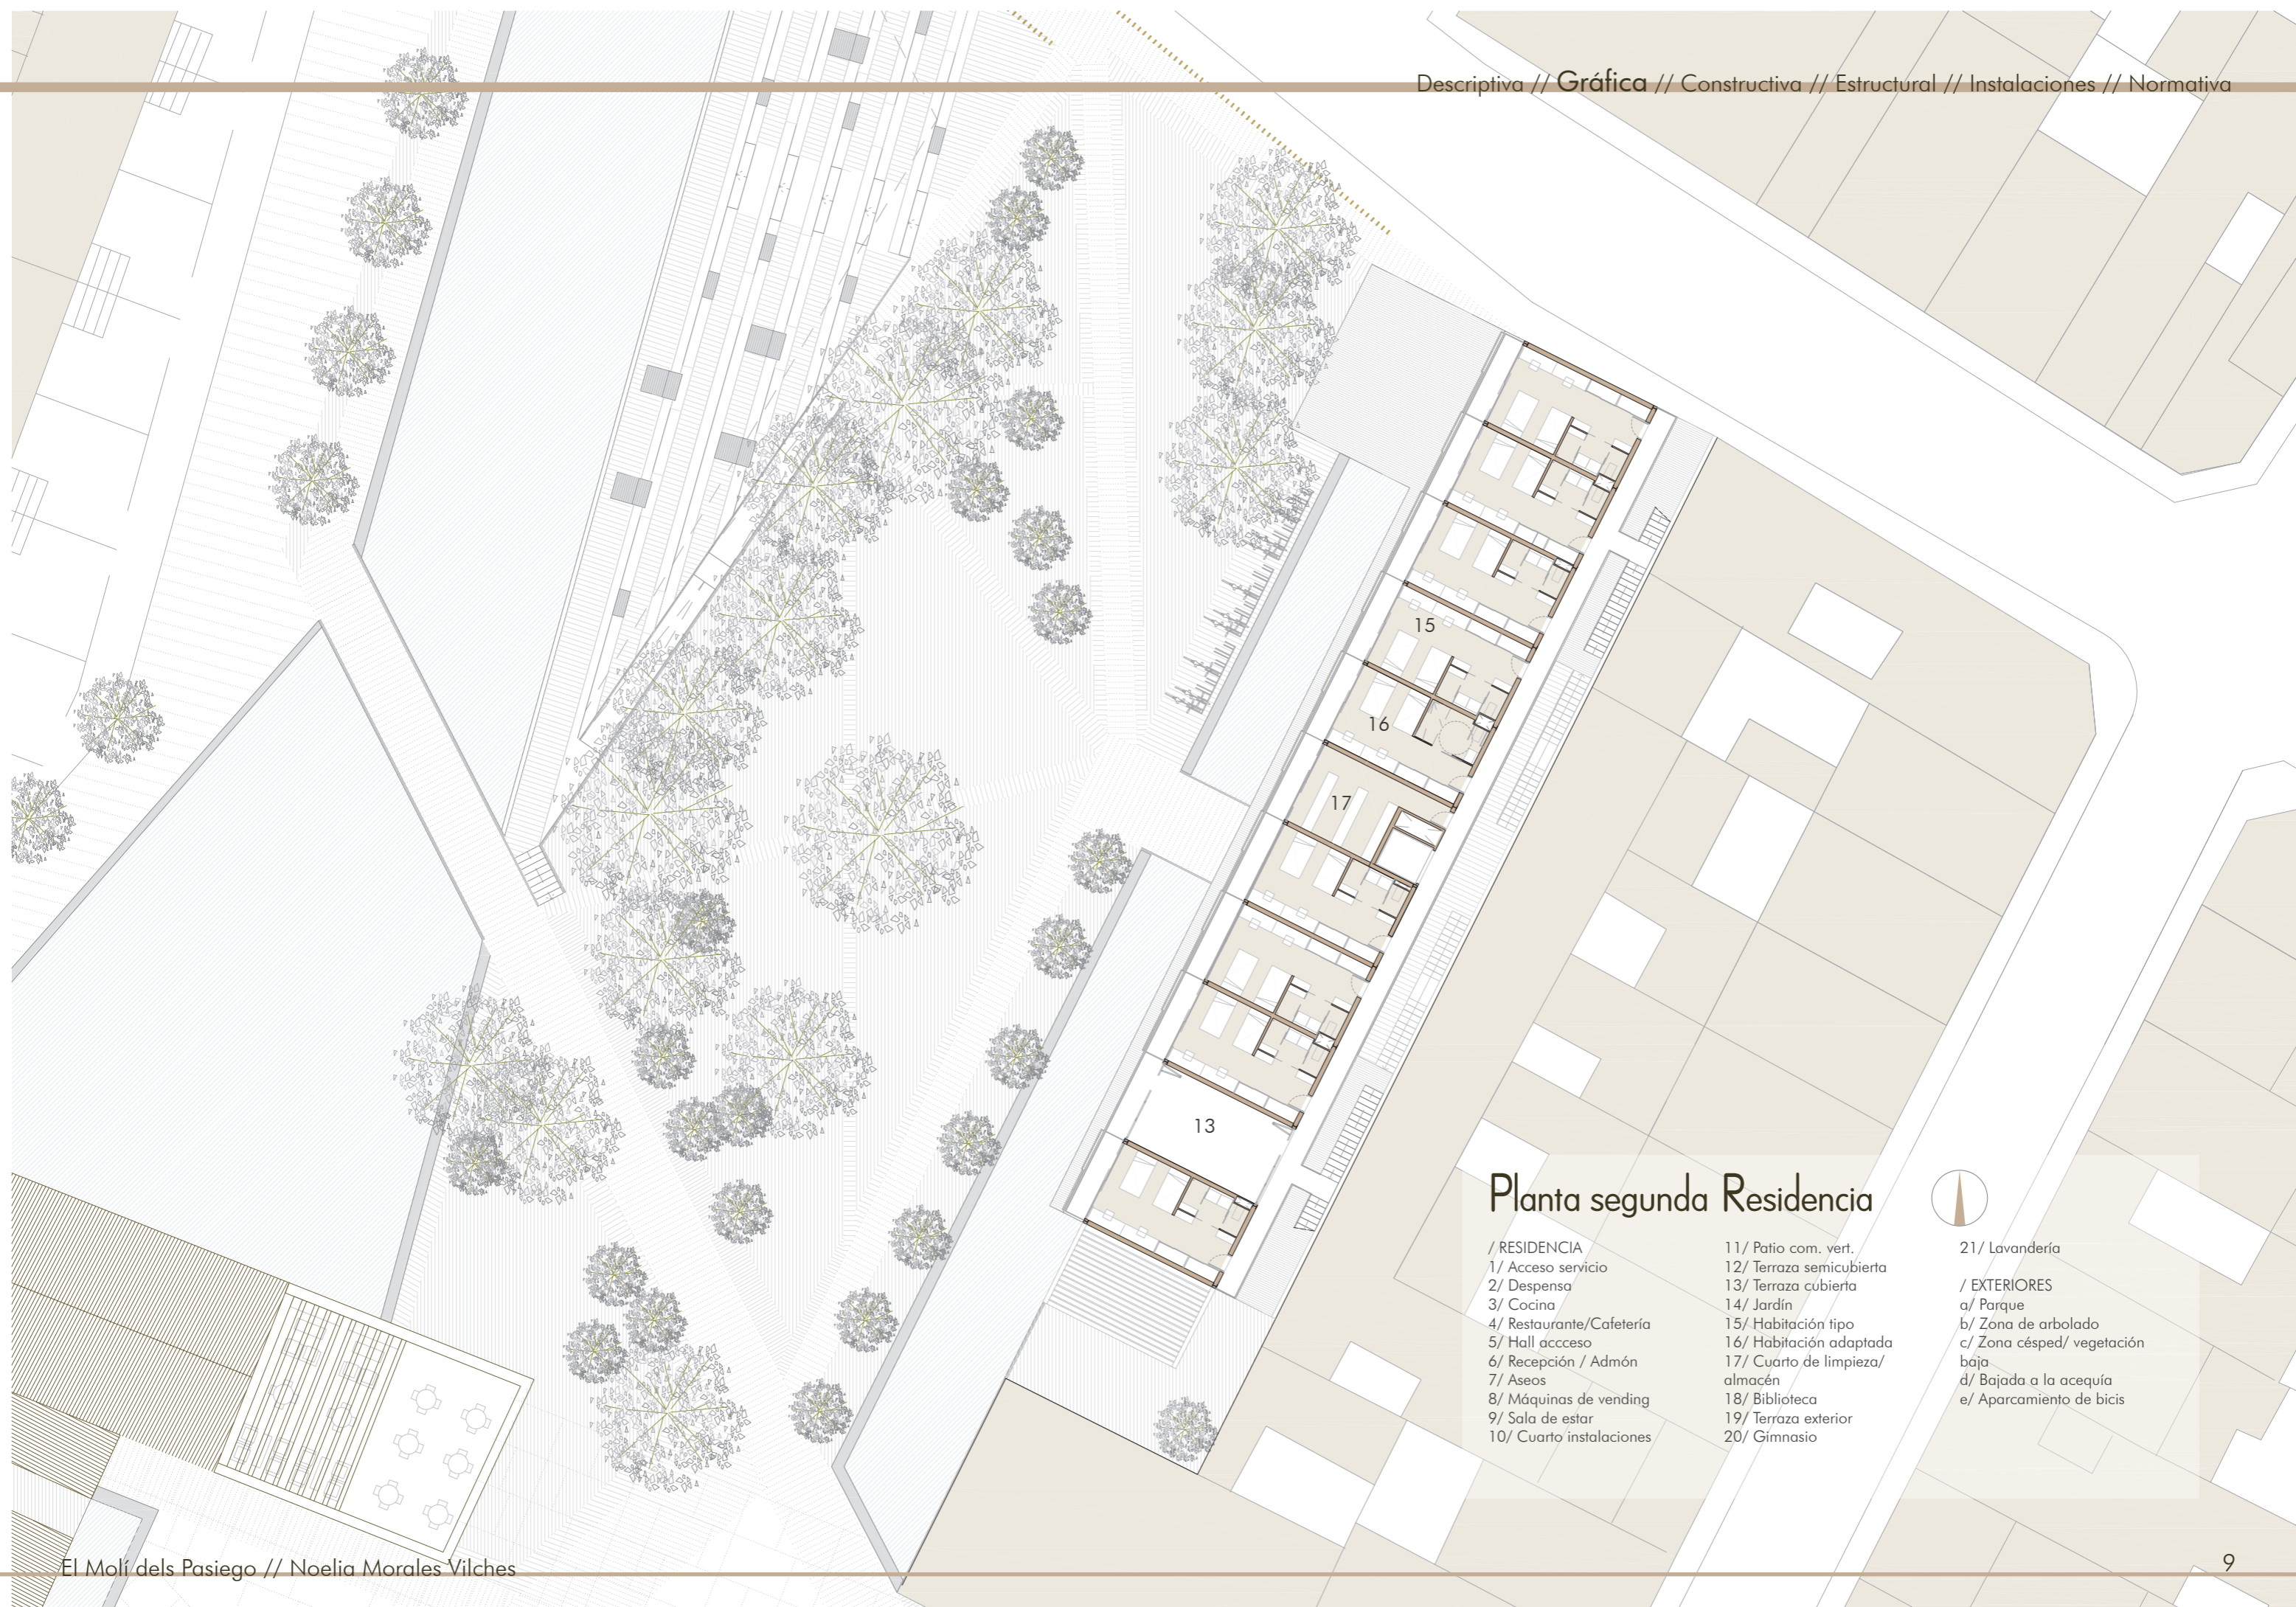 Descriptiva // Gráfica // Constructiva // Estructural // Instalaciones // Normativa
15
16
17
13
Planta segunda Residencia
/ RESIDENCIA
1/ Acceso servicio
2/ Despensa
3/ Cocina
4/ Restaurante/Cafetería
5/ Hall accceso
6/ Recepción / Admón
7/ Aseos
8/ Máquinas de vending
9/ Sala de estar
10/ Cuarto instalaciones
11/ Patio com. vert.
12/ Terraza semicubierta
13/ Terraza cubierta
14/ Jardín
15/ Habitación tipo
16/ Habitación adaptada
17/ Cuarto de limpieza/
almacén
18/ Biblioteca
19/ Terraza exterior
20/ Gimnasio
21/ Lavandería
/ EXTERIORES
a/ Parque
b/ Zona de arbolado
c/ Zona césped/ vegetación
baja
d/ Bajada a la acequía
e/ Aparcamiento de bicis
El Molí dels Pasiego // Noelia Morales Vilches
9